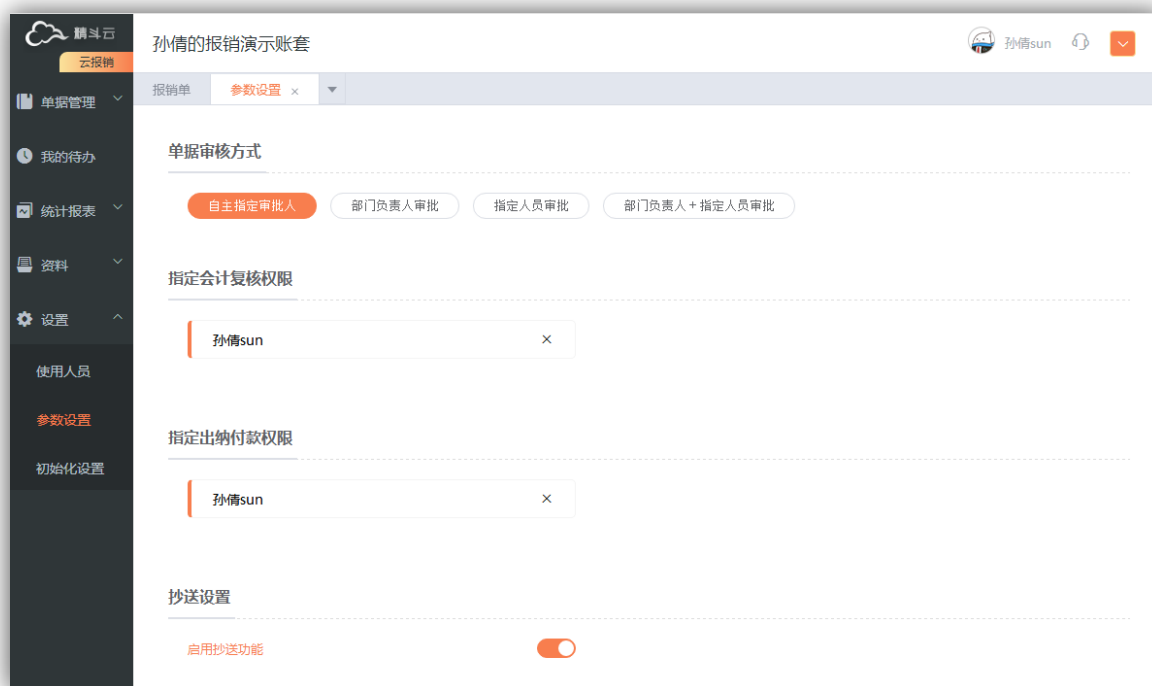 精斗云
云报销
孙倩的报销演示账套
孙倩sun
单据管理
我的待办
统计报表
资料
设置
使用人员
参数设置
初始化设置
报销单
参数设置 ×
单据审核方式
自主指定审批人
部门负责人审批
指定人员审批
部门负责人+指定人员审批
指定会计复核权限
孙倩sun ×
指定出纳付款权限
孙倩sun ×
抄送设置
启用抄送功能